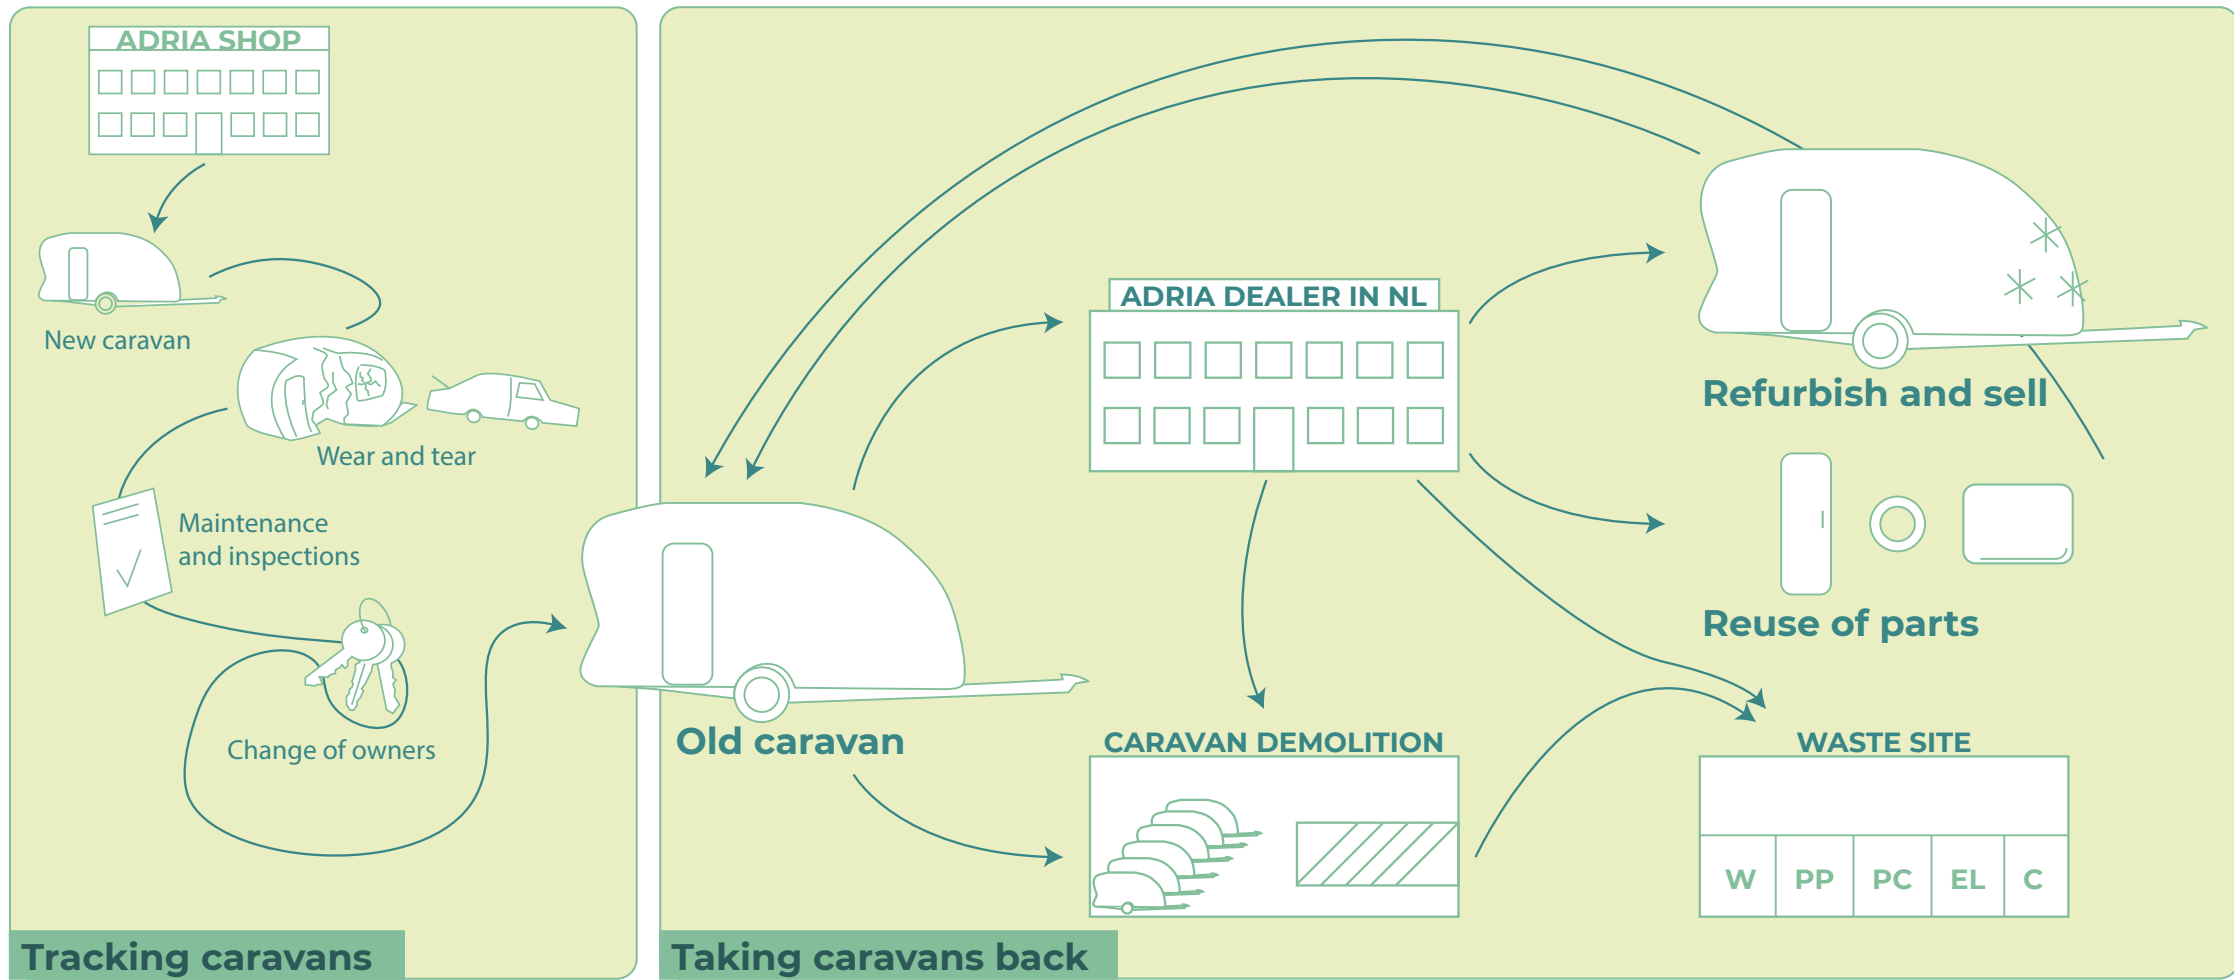 ADRIA SHOP
New caravan
Wear and tear
Maintenance
and inspections
Change of owners
Tracking caravans
ADRIA DEALER IN NL
Refurbish and sell
Reuse of parts
Old caravan
CARAVAN DEMOLITION
WASTE SITE
W PP PC EL C
Taking caravans back